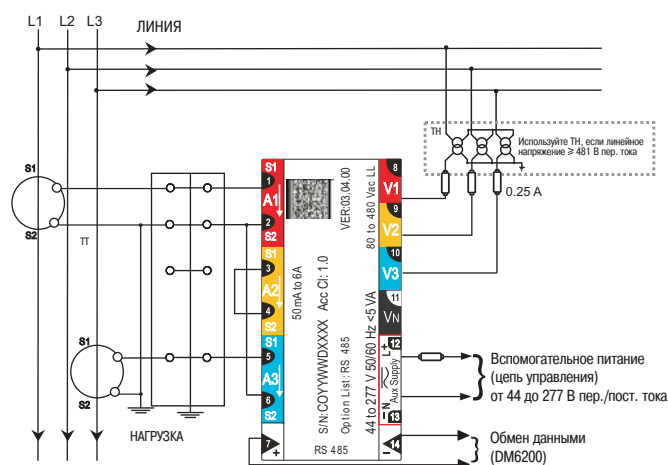 L1 L2 L3
ЛИНИЯ
ТН
Используйте ТН, если линейное
напряжение ≥ 481 В пер. тока
0.25 A
S1
S2
ТТ
S1
S2
НАГРУЗКА
S1
1
A1
2
S2
S1
3
A2
4
S2
S1
5
A3
6
S2
7
+
50mA to 6A
S/N:COYYWWDXXXX Acc Cl: 1.0
VER:03.04.00
Option List: RS 485
RS 485
80 to 480 Vac LL
44 to 277 V 50/60 Hz <5 VA
8
V1
9
V2
10
V3
11
VN
12
L+
Aux Supply
N
13
14
−
Вспомогательное питание
(цепь управления)
от 44 до 277 В пер./пост. тока
Обмен данными
(DM6200)